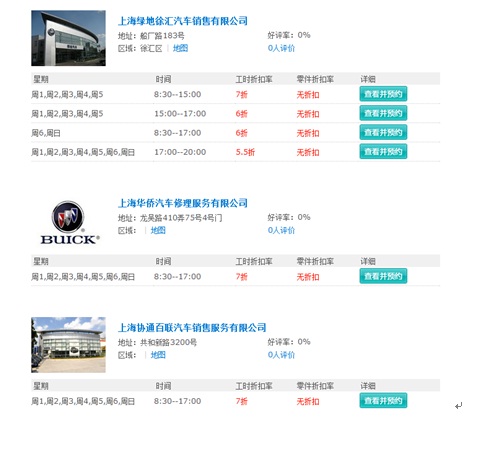 上海绿地徐汇汽车销售有限公司
地址：船厂路183号 好评率：0%
区域：徐汇区 | 地图 0人评价
星期 时间 工时折扣率 零件折扣率 详细
周1,周2,周3,周4,周5 8:30--15:00 7折 无折扣 查看并预约
周1,周2,周3,周4,周5 15:00--17:00 6折 无折扣 查看并预约
周6,周日 8:30--17:00 6折 无折扣 查看并预约
周1,周2,周3,周4,周5,周6,周日 17:00--20:00 5.5折 无折扣 查看并预约
上海华侨汽车修理服务有限公司
地址：龙吴路410弄75号4号门 好评率：0%
区域： | 地图 0人评价
BUICK
星期 时间 工时折扣率 零件折扣率 详细
周1,周2,周3,周4,周5,周6,周日 8:30--17:00 7折 无折扣 查看并预约
上海协通百联汽车销售服务有限公司
地址：共和新路3200号 好评率：0%
区域： | 地图 0人评价
星期 时间 工时折扣率 零件折扣率 详细
周1,周2,周3,周4,周5,周6,周日 8:30--17:00 7折 无折扣 查看并预约